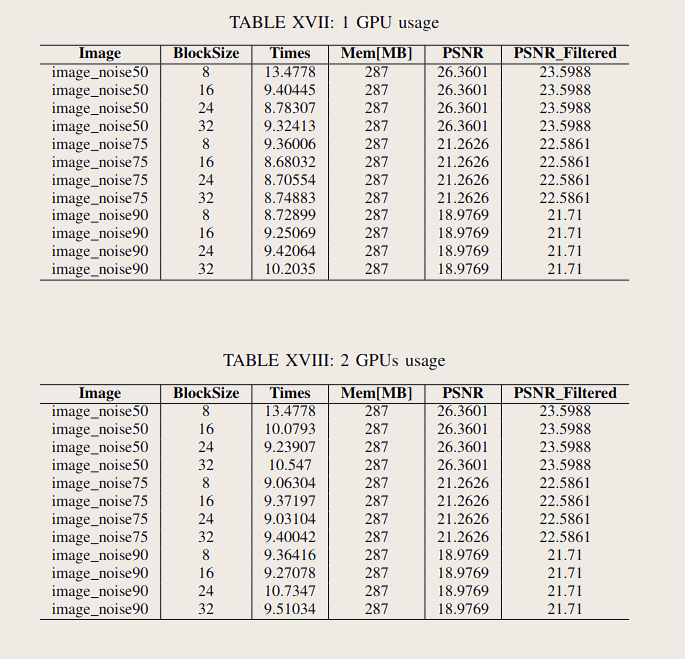 TABLE XVII: 1 GPU usage
Image BlockSize Times Mem[MB] PSNR PSNR_Filtered
image_noise50 8 13.4778 287 26.3601 23.5988
image_noise50 16 9.40445 287 26.3601 23.5988
image_noise50 24 8.78307 287 26.3601 23.5988
image_noise50 32 9.32413 287 26.3601 23.5988
image_noise75 8 9.36006 287 21.2626 22.5861
image_noise75 16 8.68032 287 21.2626 22.5861
image_noise75 24 8.70554 287 21.2626 22.5861
image_noise75 32 8.74883 287 21.2626 22.5861
image_noise90 8 8.72899 287 18.9769 21.71
image_noise90 16 9.25069 287 18.9769 21.71
image_noise90 24 9.42064 287 18.9769 21.71
image_noise90 32 10.2035 287 18.9769 21.71
TABLE XVIII: 2 GPUs usage
Image BlockSize Times Mem[MB] PSNR PSNR_Filtered
image_noise50 8 13.4778 287 26.3601 23.5988
image_noise50 16 10.0793 287 26.3601 23.5988
image_noise50 24 9.23907 287 26.3601 23.5988
image_noise50 32 10.547 287 26.3601 23.5988
image_noise75 8 9.06304 287 21.2626 22.5861
image_noise75 16 9.37197 287 21.2626 22.5861
image_noise75 24 9.03104 287 21.2626 22.5861
image_noise75 32 9.40042 287 21.2626 22.5861
image_noise90 8 9.36416 287 18.9769 21.71
image_noise90 16 9.27078 287 18.9769 21.71
image_noise90 24 10.7347 287 18.9769 21.71
image_noise90 32 9.51034 287 18.9769 21.71